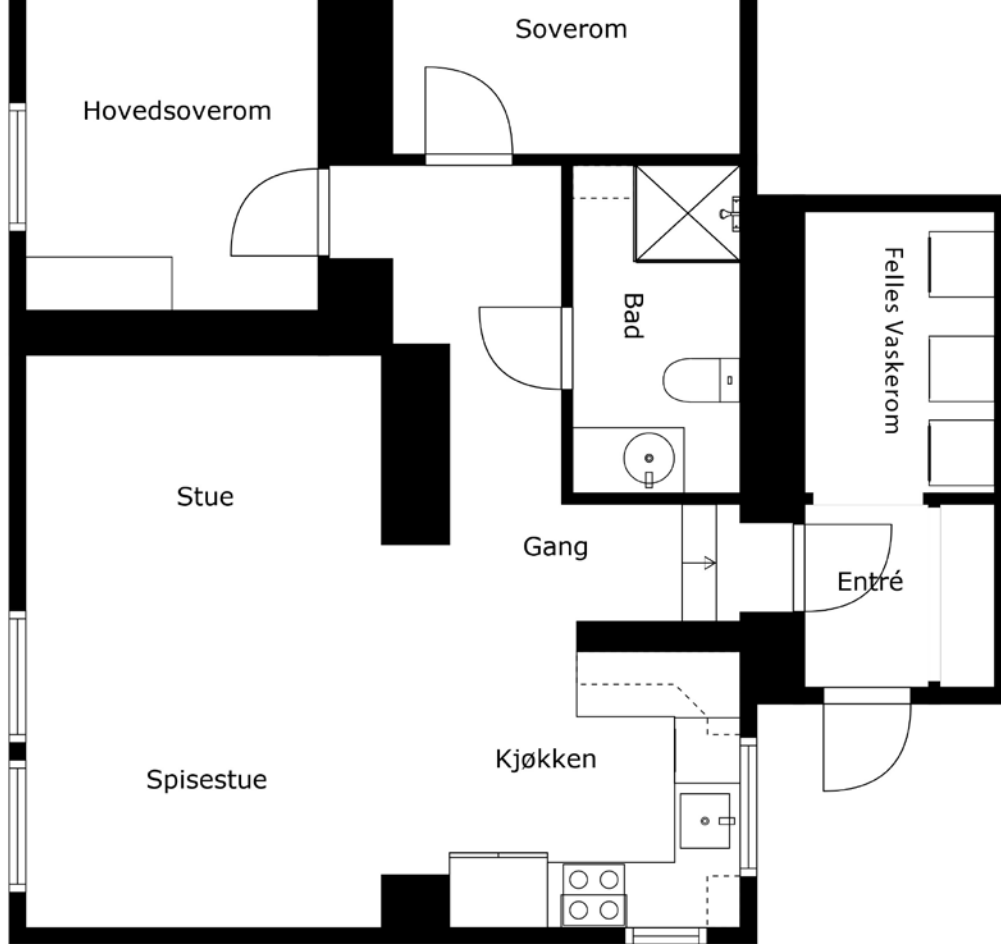 Soverom
Hovedsoverom
Bad
Felles Vaskerom
Stue
Gang
Entré
Kjøkken
Spisestue